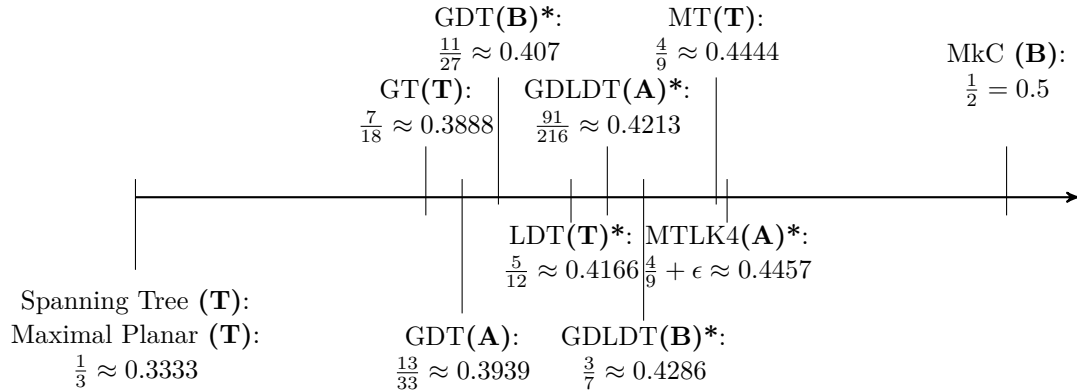 GDT(B)*:
11/27 ≈ 0.407
MT(T):
4/9 ≈ 0.4444
MkC (B):
1/2 = 0.5
GT(T):
7/18 ≈ 0.3888
GDLDT(A)*:
91/216 ≈ 0.4213
LDT(T)*:
5/12 ≈ 0.4166
MTLK4(A)*:
4/9 + ϵ ≈ 0.4457
Spanning Tree (T):
Maximal Planar (T):
1/3 ≈ 0.3333
GDT(A):
13/33 ≈ 0.3939
GDLDT(B)*:
3/7 ≈ 0.4286